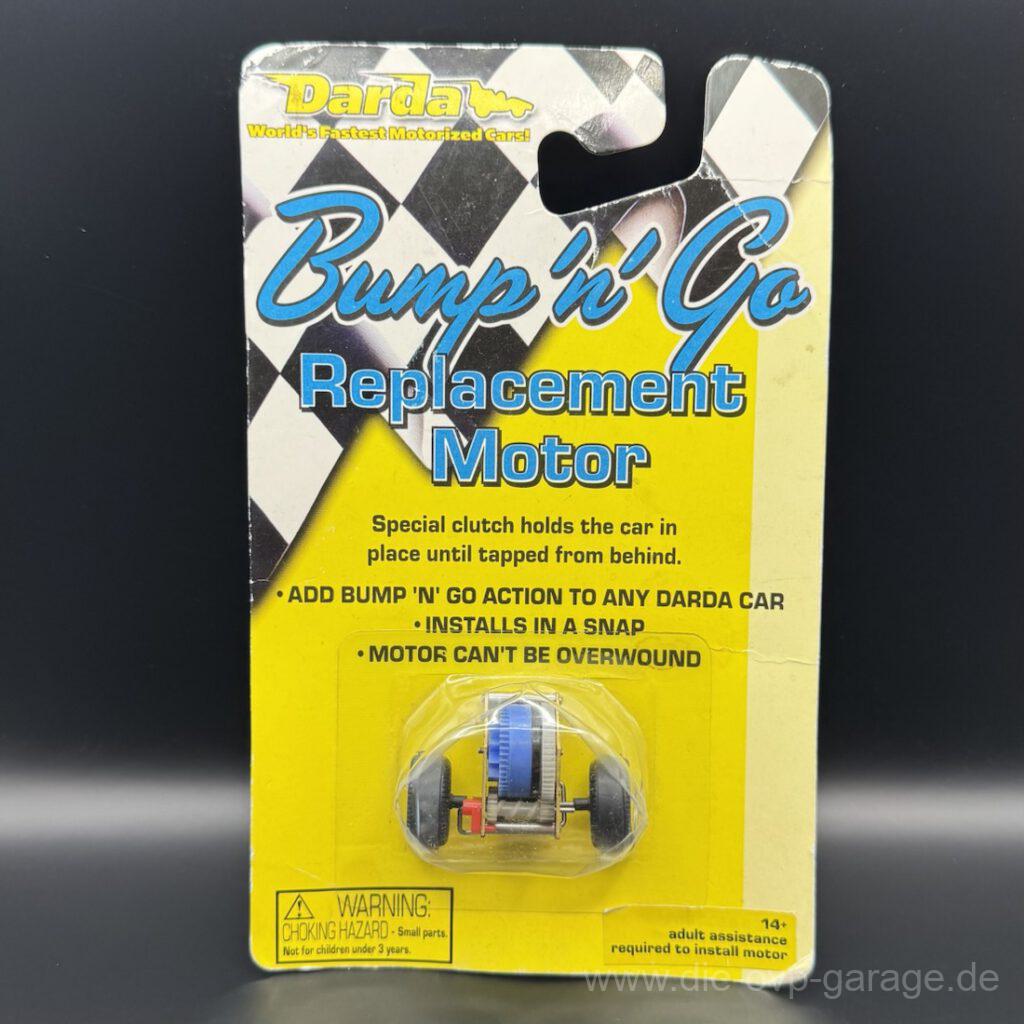 Darda
World's Fastest Motorized Cars!
Bump 'n' Go
Replacement
Motor
Special clutch holds the car in
place until tapped from behind.
• ADD BUMP 'N' GO ACTION TO ANY DARDA CAR
• INSTALLS IN A SNAP
• MOTOR CAN'T BE OVERWOUND
WARNING:
CHOKING HAZARD - Small parts.
Not for children under 3 years.
14+
adult assistance
required to install motor
www.die-ovp-garage.de